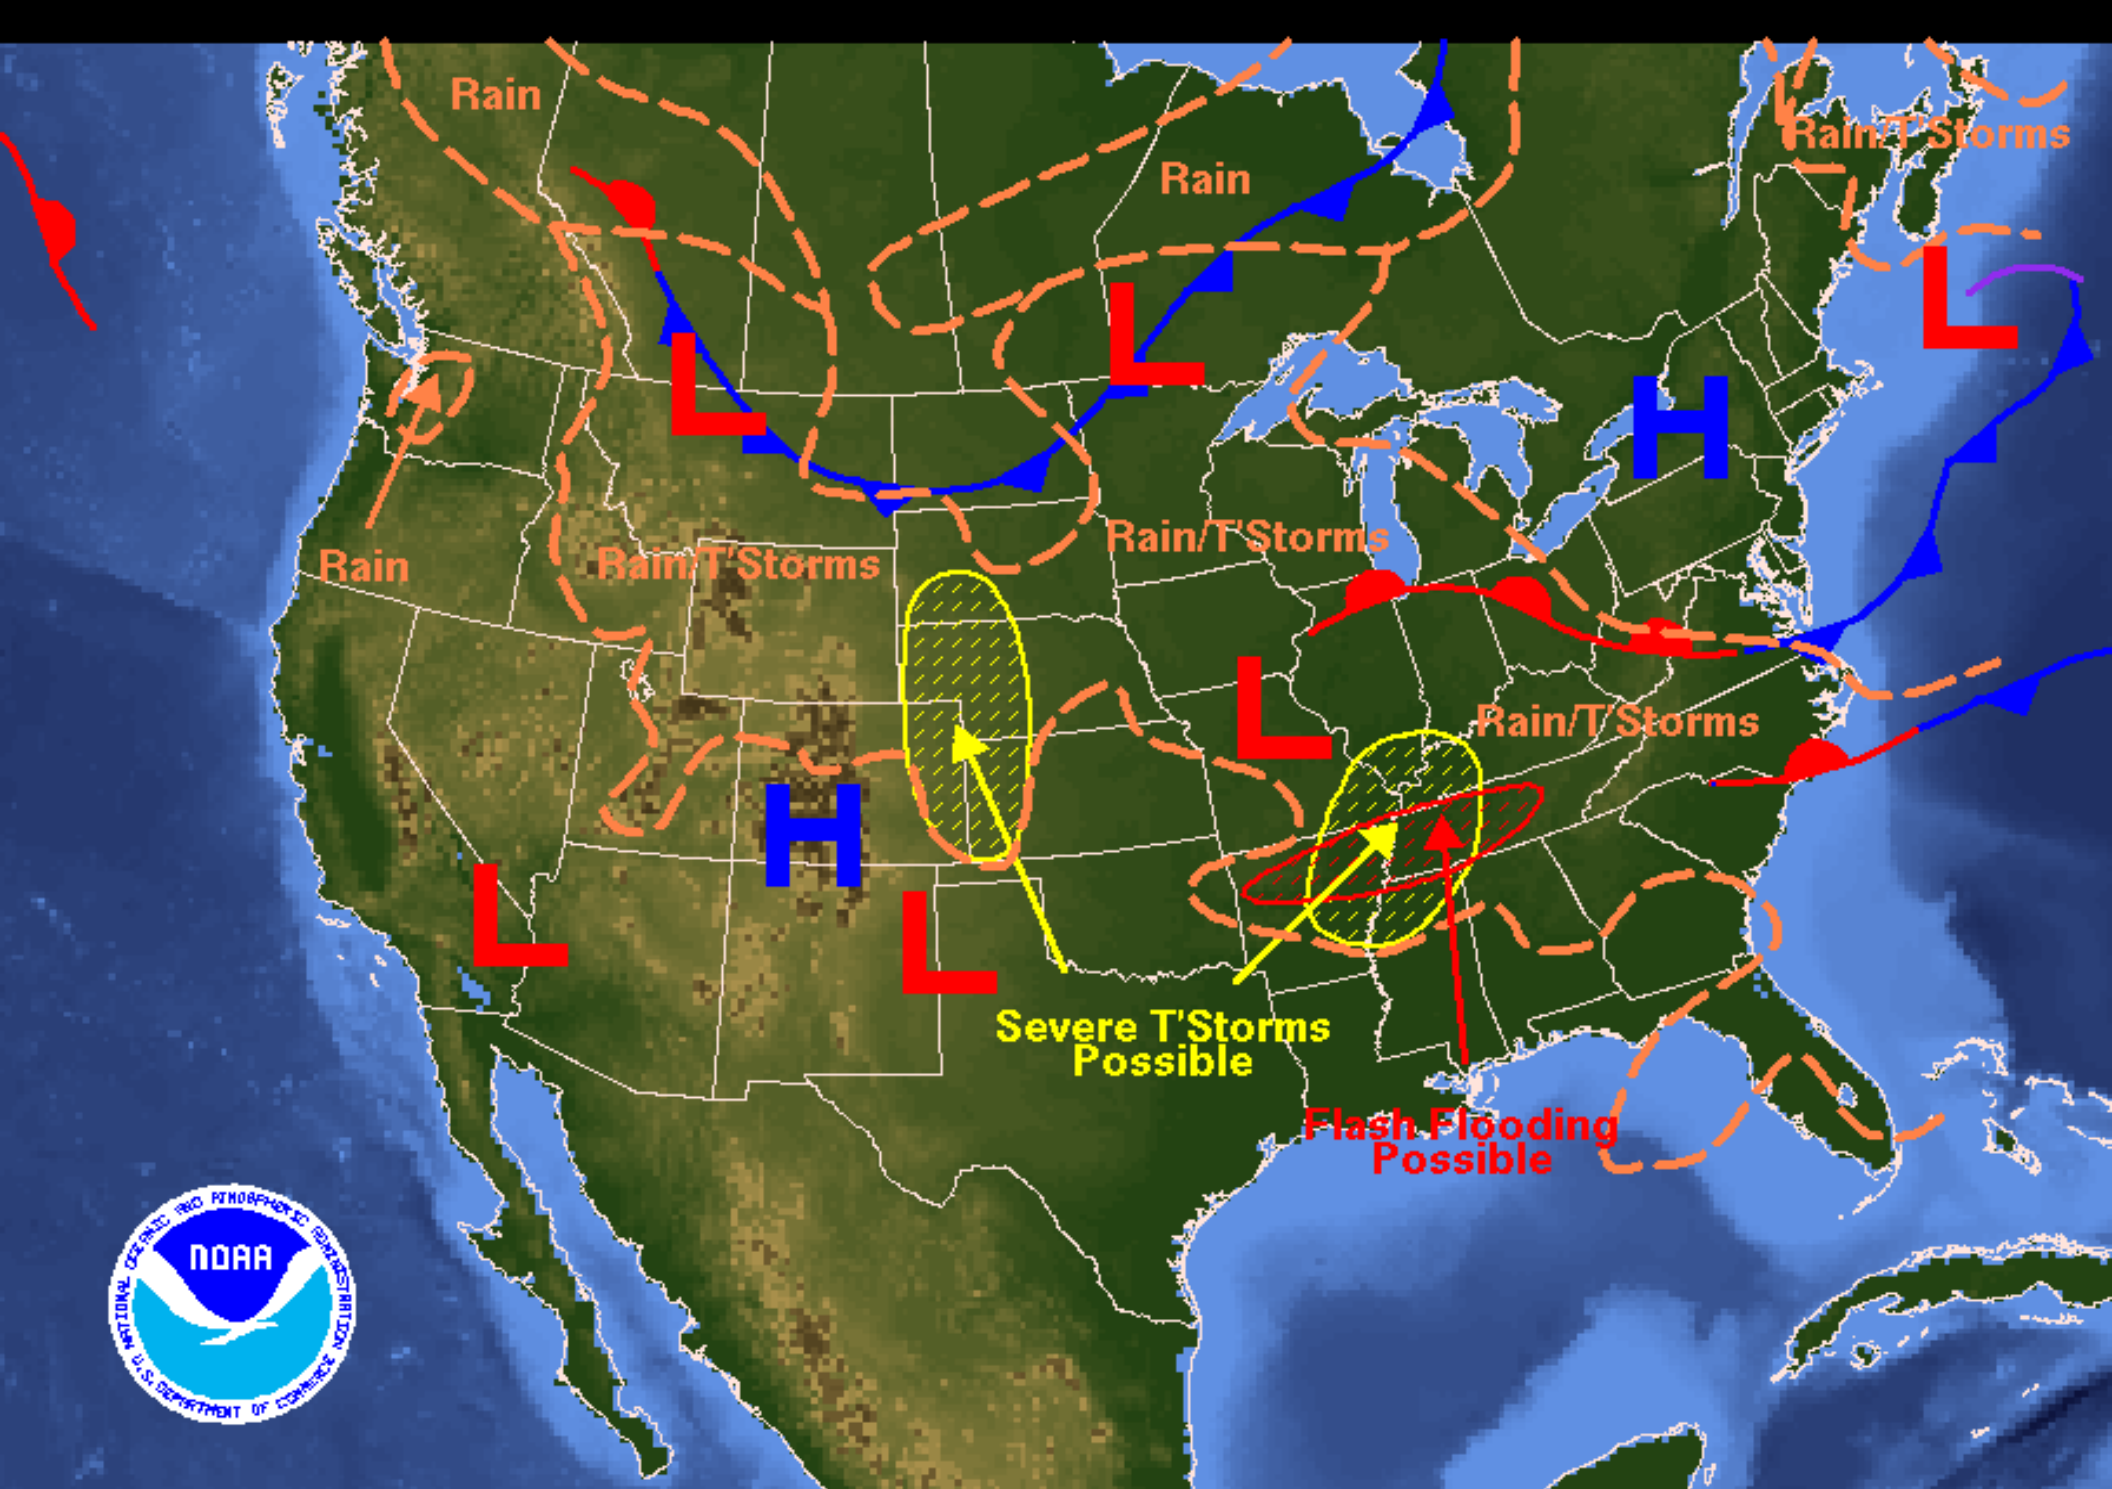 Rain
Rain/T'Storms
Rain
Rain/T'Storms
Rain
Rain/T'Storms
L
L
L
H
Rain/T'Storms
L
H
L
L
Severe T'Storms
Possible
Flash Flooding
Possible
NOAA
NATIONAL OCEANIC AND ATMOSPHERIC ADMINISTRATION
U.S. DEPARTMENT OF COMMERCE